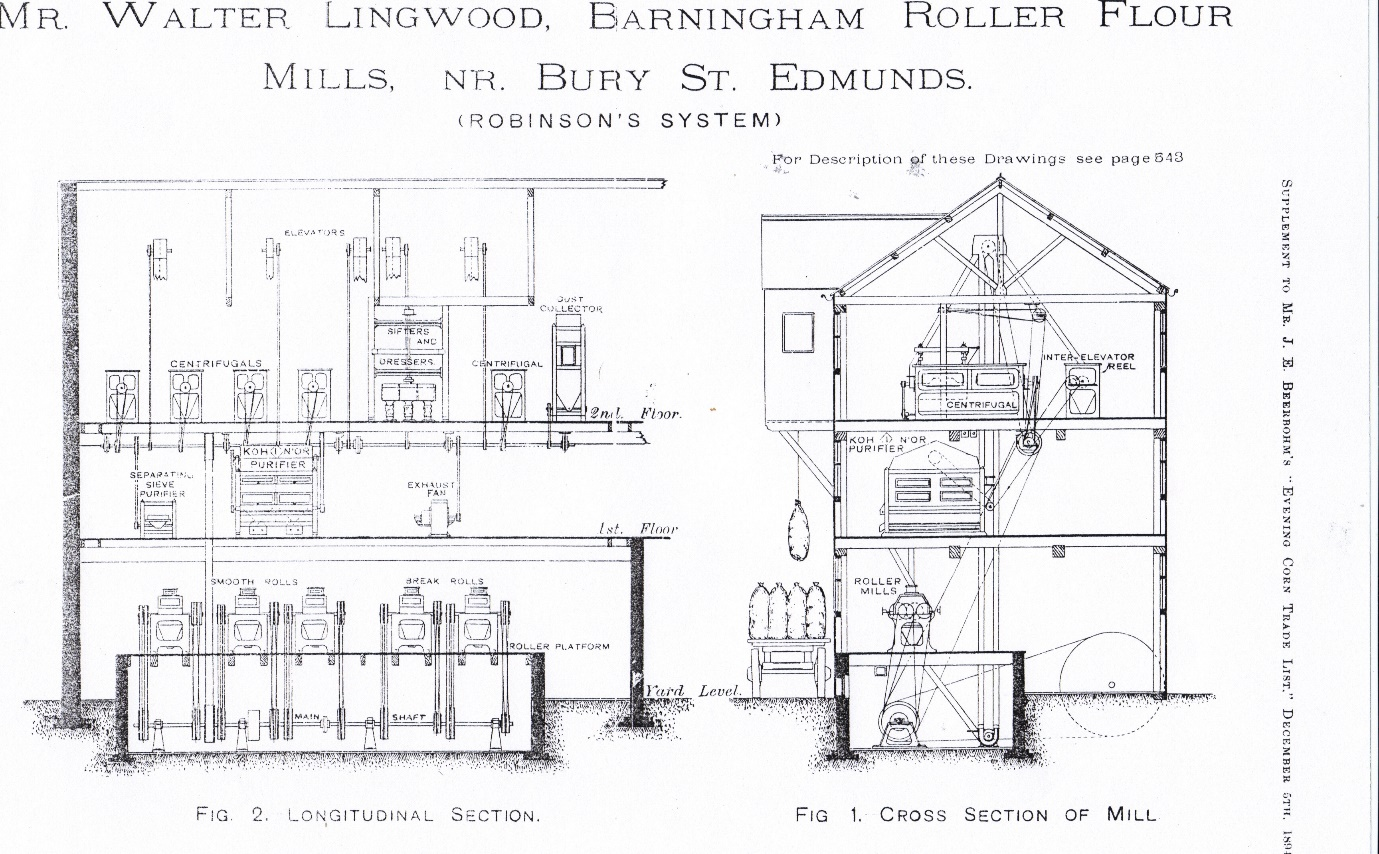 MR. WALTER LINGWOOD, BARNINGHAM ROLLER FLOUR
MILLS, NR. BURY ST. EDMUNDS.
(ROBINSON'S SYSTEM)
For Description of these Drawings see page 543
ELEVATORS
DUST
COLLECTOR
SIFTERS
AND
DRESSERS
CENTRIFUGALS
CENTRIFUGAL
2nd. Floor.
KOH I N'OR
PURIFIER
SEPARATING
SIEVE
PURIFIER
EXHAUST
FAN
1st. Floor
SMOOTH ROLLS
BREAK ROLLS
ROLLER PLATFORM
Yard Level.
MAIN SHAFT
FIG. 2. LONGITUDINAL SECTION.
INTER-ELEVATOR
REEL
CENTRIFUGAL
KOH I N'OR
PURIFIER
ROLLER
MILLS
FIG 1. CROSS SECTION OF MILL
SUPPLEMENT TO MR. J. E. BEERBOHM'S "EVENING CORN TRADE LIST," DECEMBER 5TH, 1894